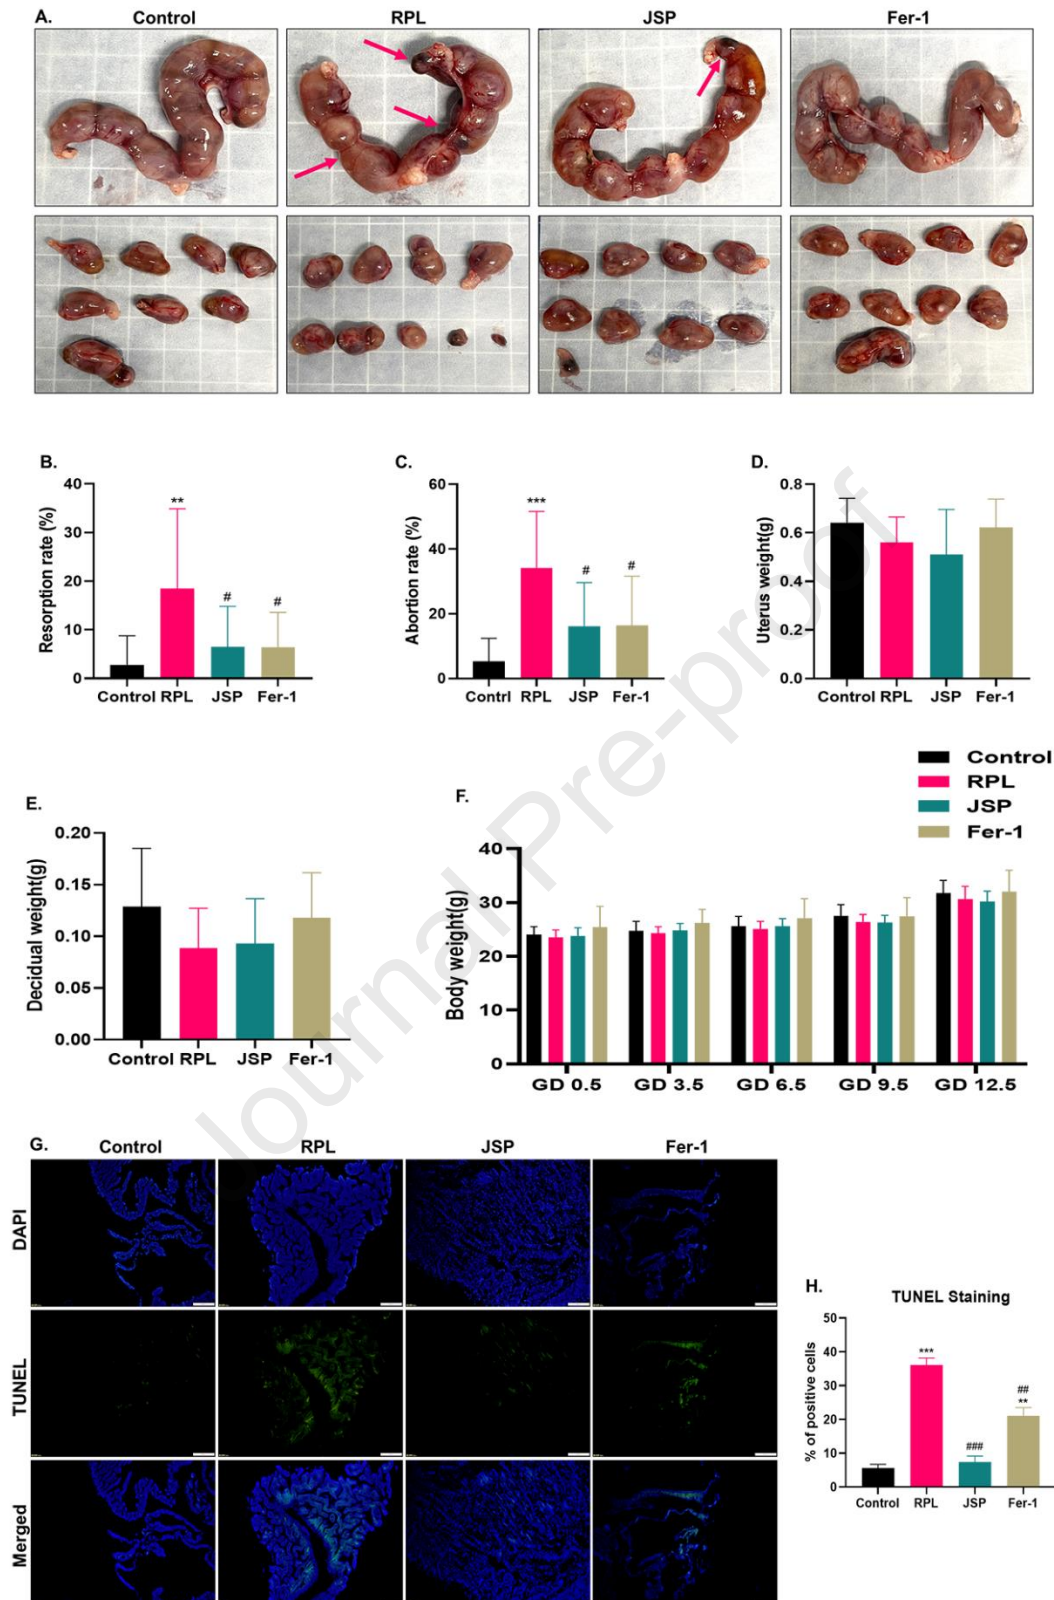 A.
Control RPL JSP Fer-1
B.
Resorption rate (%)
40
30
20
10
0
**
#
#
Control RPL JSP Fer-1
C.
Abortion rate (%)
60
40
20
0
***
#
#
Contrl RPL JSP Fer-1
D.
Uterus weight(g)
0.8
0.6
0.4
0.2
0.0
Control RPL JSP Fer-1
E.
Decidual weight(g)
0.20
0.15
0.10
0.05
0.00
Control RPL JSP Fer-1
F.
Control
RPL
JSP
Fer-1
Body weight(g)
40
30
20
10
0
GD 0.5 GD 3.5 GD 6.5 GD 9.5 GD 12.5
G.
Control RPL JSP Fer-1
DAPI
TUNEL
Merged
H.
TUNEL Staining
% of positive cells
50
40
30
20
10
0
***
###
##
**
Control RPL JSP Fer-1
Journal Pre-proof